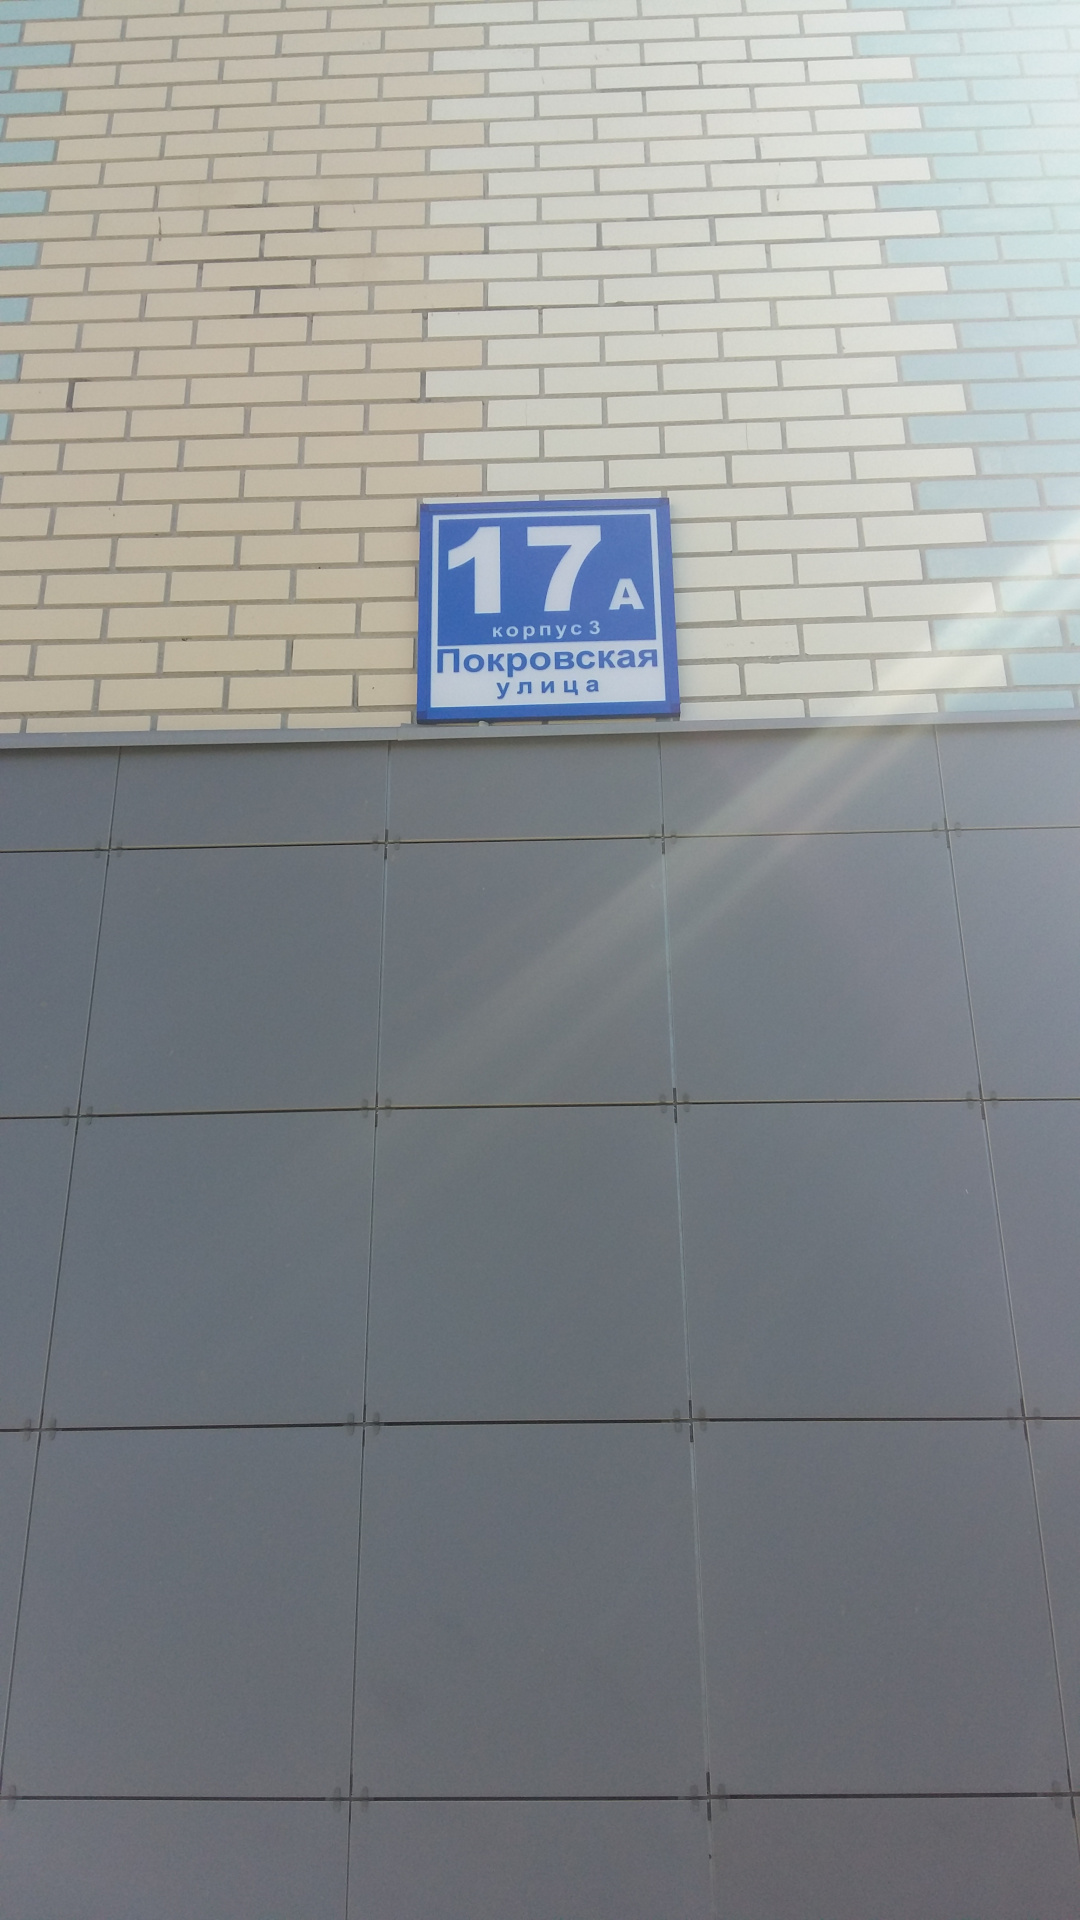 17А
корпус 3
Покровская
улица